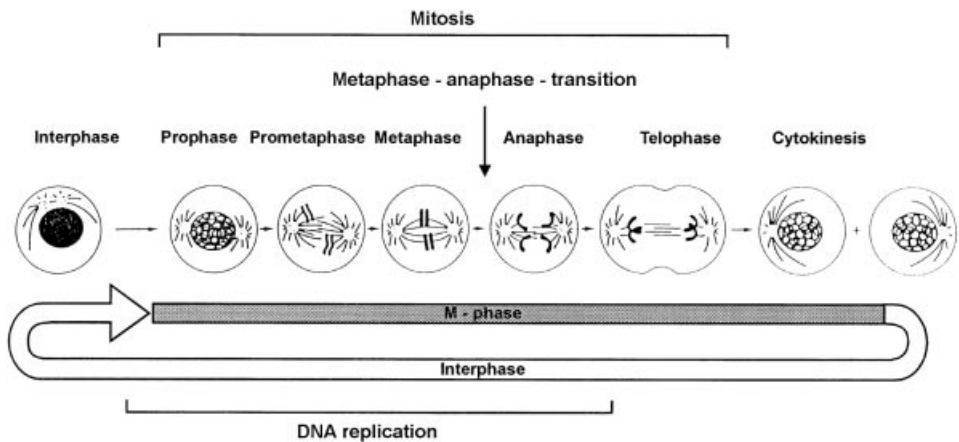 Mitosis
Metaphase - anaphase - transition
Interphase Prophase Prometaphase Metaphase Anaphase Telophase Cytokinesis
+
M - phase
Interphase
DNA replication